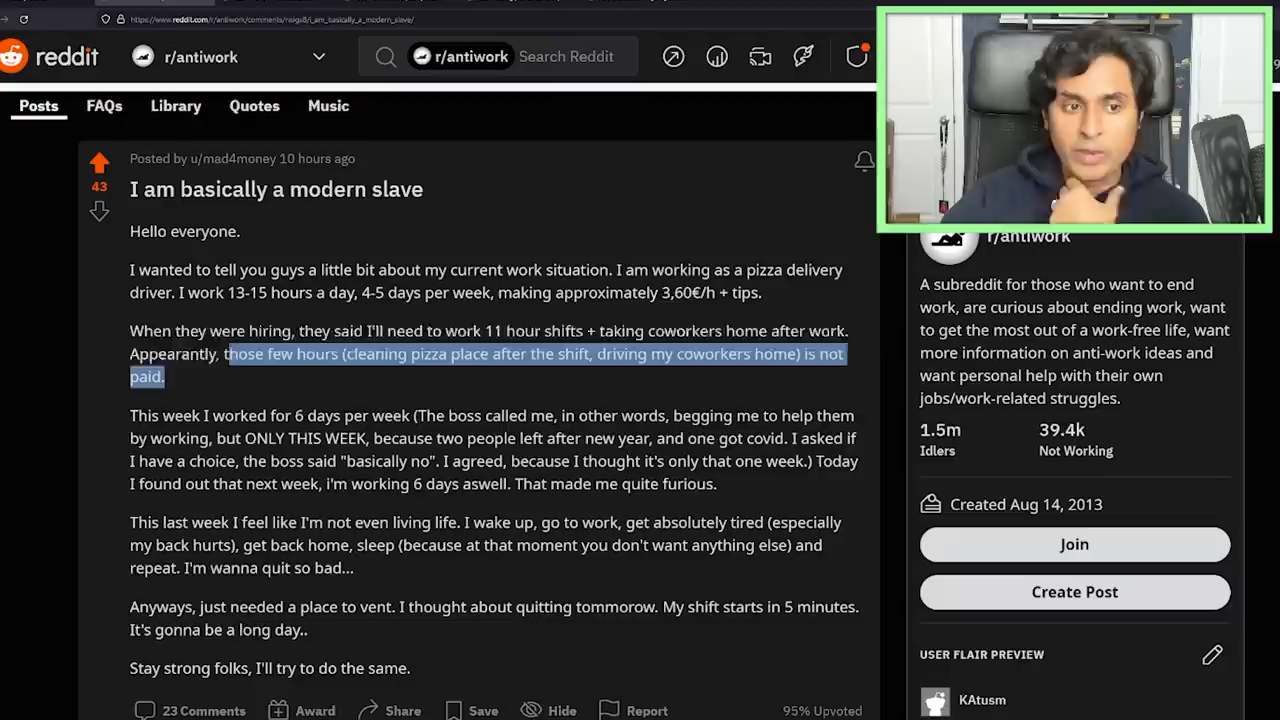 https://www.reddit.com/r/antiwork/comments/rwigs8/i_am_basically_a_modern_slave/
reddit
r/antiwork
r/antiwork
Search Reddit
Posts
FAQs
Library
Quotes
Music
Posted by u/mad4money 10 hours ago
43
I am basically a modern slave
Hello everyone.
I wanted to tell you guys a little bit about my current work situation. I am working as a pizza delivery
driver. I work 13-15 hours a day, 4-5 days per week, making approximately 3,60€/h + tips.
When they were hiring, they said I'll need to work 11 hour shifts + taking coworkers home after work.
Appearantly, those few hours (cleaning pizza place after the shift, driving my coworkers home) is not
paid.
This week I worked for 6 days per week (The boss called me, in other words, begging me to help them
by working, but ONLY THIS WEEK, because two people left after new year, and one got covid. I asked if
I have a choice, the boss said "basically no". I agreed, because I thought it's only that one week.) Today
I found out that next week, i'm working 6 days aswell. That made me quite furious.
This last week I feel like I'm not even living life. I wake up, go to work, get absolutely tired (especially
my back hurts), get back home, sleep (because at that moment you don't want anything else) and
repeat. I'm wanna quit so bad...
Anyways, just needed a place to vent. I thought about quitting tommorow. My shift starts in 5 minutes.
It's gonna be a long day..
Stay strong folks, I'll try to do the same.
23 Comments
Award
Share
Save
Hide
Report
95% Upvoted
r/antiwork
A subreddit for those who want to end
work, are curious about ending work, want
to get the most out of a work-free life, want
more information on anti-work ideas and
want personal help with their own
jobs/work-related struggles.
1.5m
39.4k
Idlers
Not Working
Created Aug 14, 2013
Join
Create Post
USER FLAIR PREVIEW
KAtusm